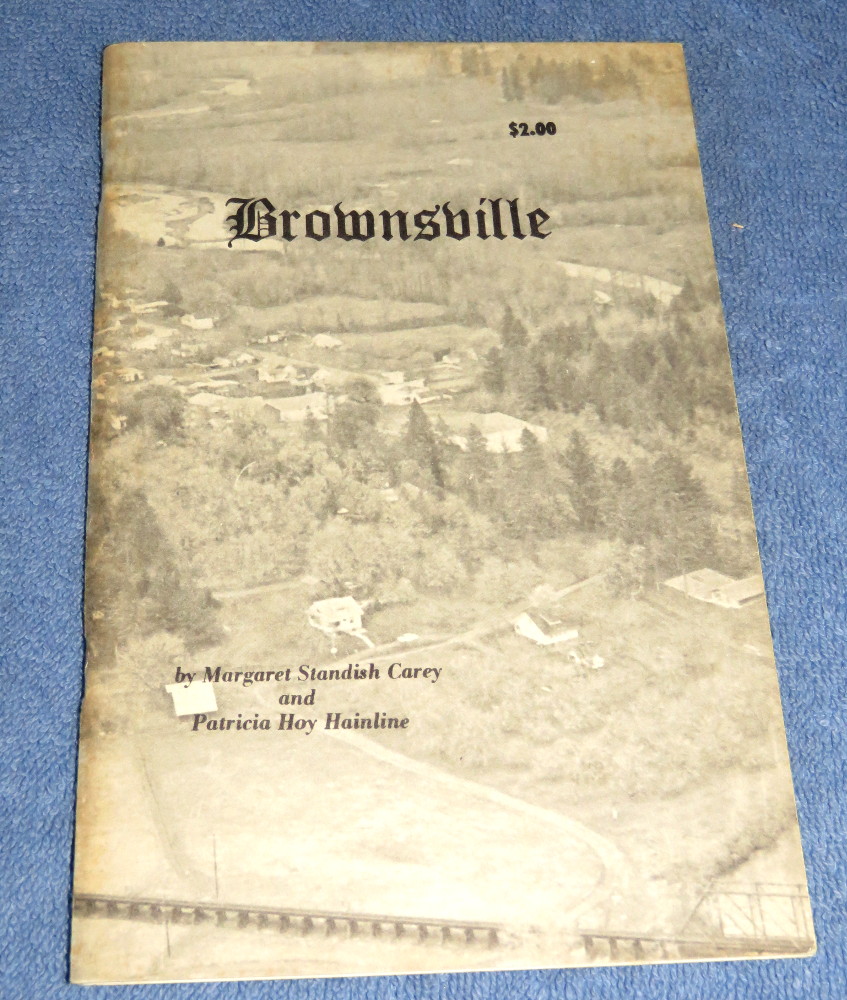 $2.00
Brownsville
by Margaret Standish Carey
and
Patricia Hoy Hainline